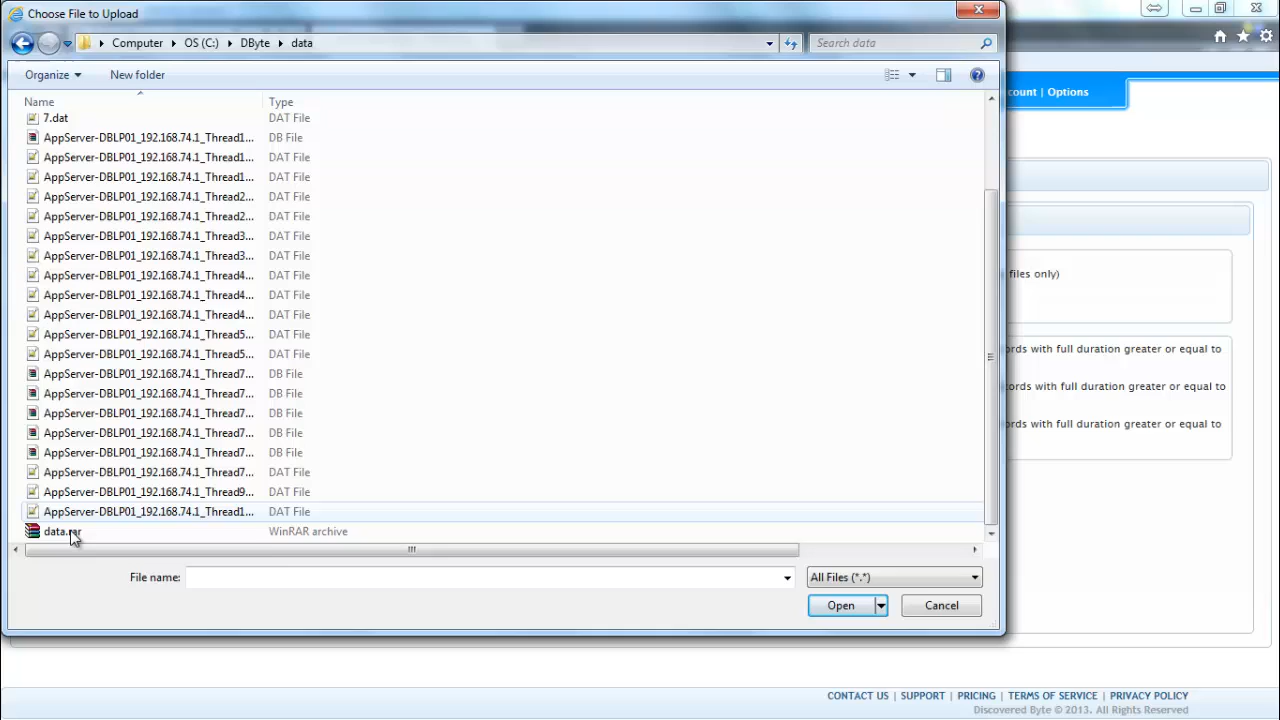 Choose File to Upload
Computer OS (C:) DByte data
Search data
Organize
New folder
Name Type
7.dat DAT File
AppServer-DBLP01_192.168.74.1_Thread1... DB File
AppServer-DBLP01_192.168.74.1_Thread1... DAT File
AppServer-DBLP01_192.168.74.1_Thread1... DAT File
AppServer-DBLP01_192.168.74.1_Thread2... DAT File
AppServer-DBLP01_192.168.74.1_Thread2... DAT File
AppServer-DBLP01_192.168.74.1_Thread3... DAT File
AppServer-DBLP01_192.168.74.1_Thread3... DAT File
AppServer-DBLP01_192.168.74.1_Thread4... DAT File
AppServer-DBLP01_192.168.74.1_Thread4... DAT File
AppServer-DBLP01_192.168.74.1_Thread4... DAT File
AppServer-DBLP01_192.168.74.1_Thread5... DAT File
AppServer-DBLP01_192.168.74.1_Thread5... DAT File
AppServer-DBLP01_192.168.74.1_Thread7... DB File
AppServer-DBLP01_192.168.74.1_Thread7... DB File
AppServer-DBLP01_192.168.74.1_Thread7... DB File
AppServer-DBLP01_192.168.74.1_Thread7... DB File
AppServer-DBLP01_192.168.74.1_Thread7... DB File
AppServer-DBLP01_192.168.74.1_Thread7... DAT File
AppServer-DBLP01_192.168.74.1_Thread9... DAT File
AppServer-DBLP01_192.168.74.1_Thread1... DAT File
data.rar WinRAR archive
File name:
All Files (*.*)
Open
Cancel
count | Options
files only)
ords with full duration greater or equal to
cords with full duration greater or equal to
ords with full duration greater or equal to
CONTACT US | SUPPORT | PRICING | TERMS OF SERVICE | PRIVACY POLICY
Discovered Byte © 2013. All Rights Reserved